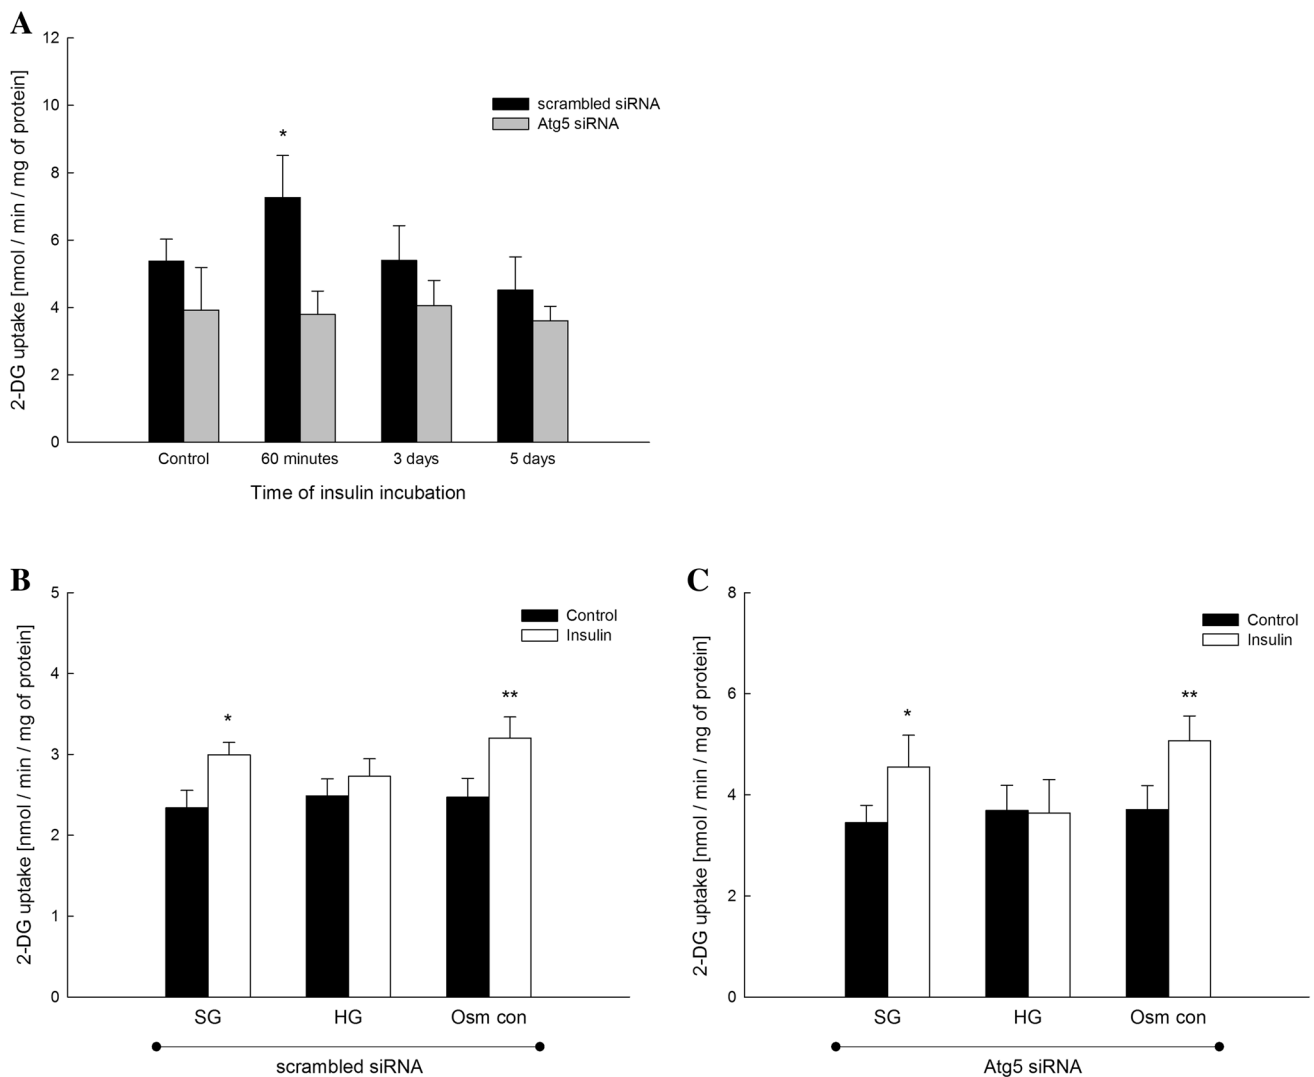 A
12
10
8
6
4
2
0
2-DG uptake [nmol / min / mg of protein]
scrambled siRNA
Atg5 siRNA
*
Control 60 minutes 3 days 5 days
Time of insulin incubation
B
5
4
3
2
1
0
2-DG uptake [nmol / min / mg of protein]
Control
Insulin
* **
SG HG Osm con
scrambled siRNA
C
8
6
4
2
0
2-DG uptake [nmol / min / mg of protein]
Control
Insulin
* **
SG HG Osm con
Atg5 siRNA